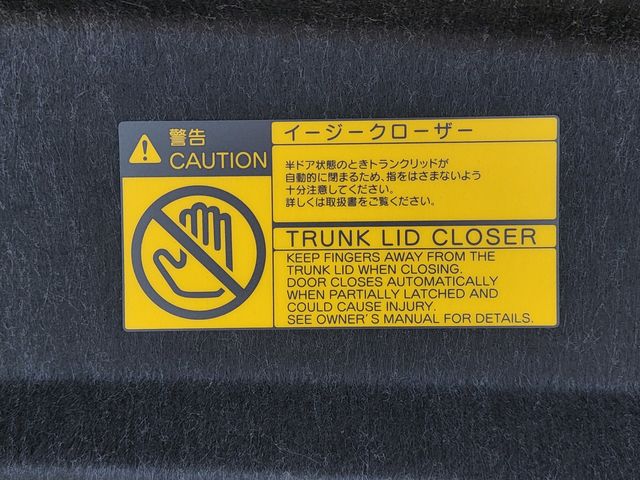 警告
CAUTION
イージークローザー
半ドア状態のときトランクリッドが
自動的に閉まるため、指をはさまないよう
十分注意してください。
詳しくは取扱書をご覧ください。
TRUNK LID CLOSER
KEEP FINGERS AWAY FROM THE
TRUNK LID WHEN CLOSING.
DOOR CLOSES AUTOMATICALLY
WHEN PARTIALLY LATCHED AND
COULD CAUSE INJURY.
SEE OWNER'S MANUAL FOR DETAILS.